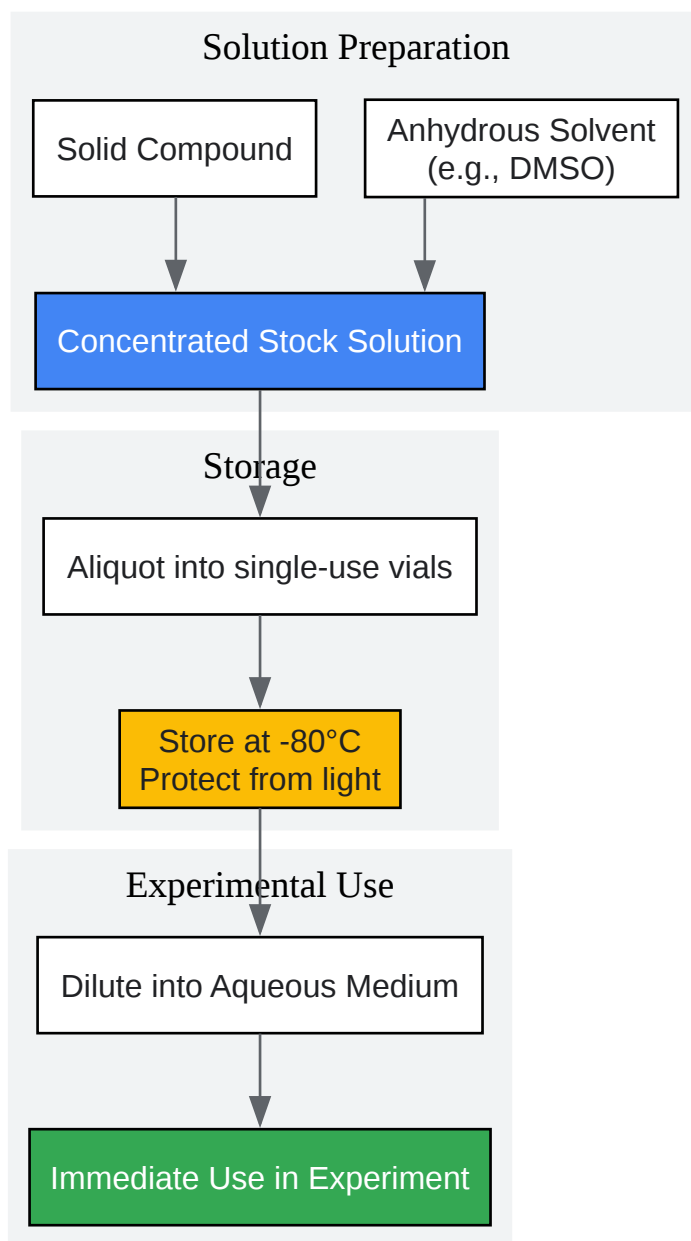 Solution Preparation
Solid Compound
Anhydrous Solvent
(e.g., DMSO)
Concentrated Stock Solution
Storage
Aliquot into single-use vials
Store at -80°C
Protect from light
Experimental Use
Dilute into Aqueous Medium
Immediate Use in Experiment